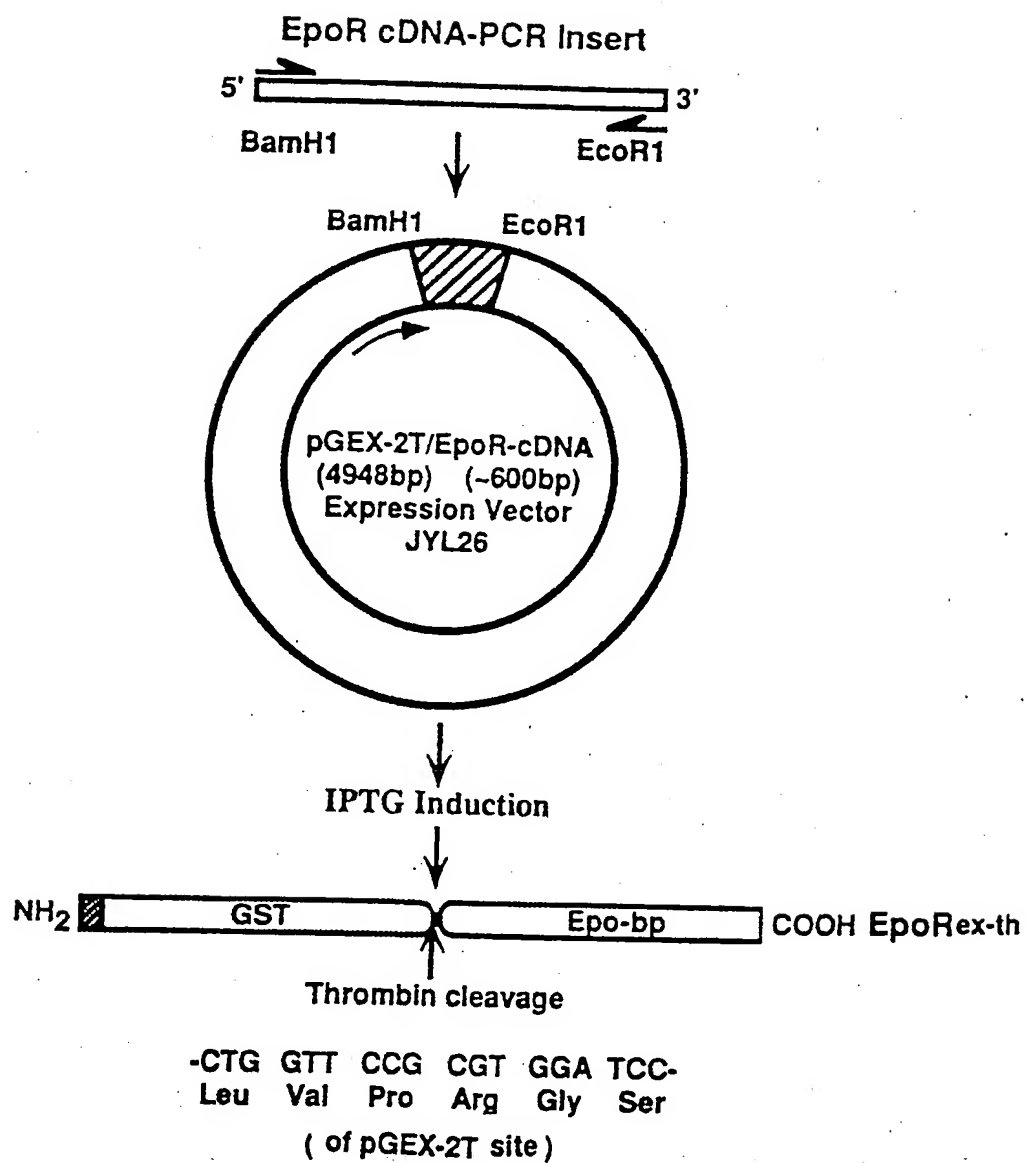 EpoR cDNA-PCR Insert
5' 3'
BamH1 EcoR1
BamH1 EcoR1
pGEX-2T/EpoR-cDNA
(4948bp) (~600bp)
Expression Vector
JYL26
IPTG Induction
NH2 GST Epo-bp COOH EpoRex-th
Thrombin cleavage
-CTG GTT CCG CGT GGA TCC-
Leu Val Pro Arg Gly Ser
( of pGEX-2T site )